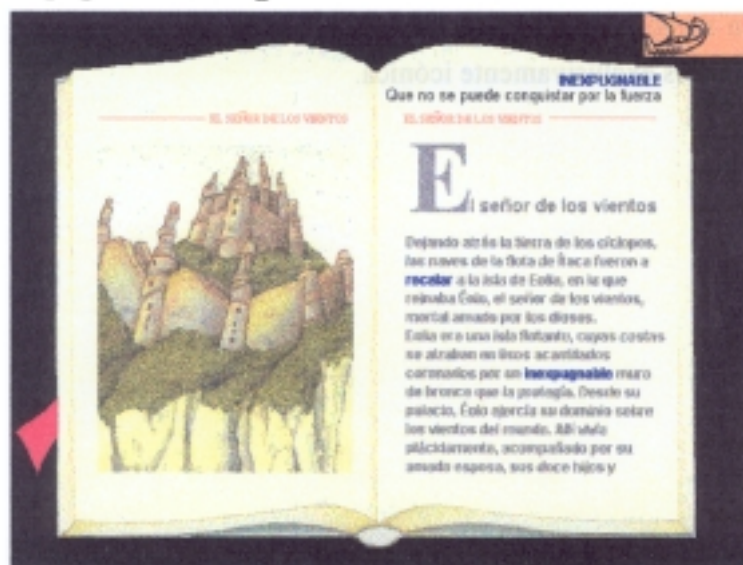 EL SEÑOR DE LOS VIENTOS
INEXPUGNABLE
Que no se puede conquistar por la fuerza
EL SEÑOR DE LOS VIENTOS
El señor de los vientos
Dejando atrás la tierra de los cíclopes,
las naves de la flota de Ítaca fueron a
recalar a la isla de Eolia, en la que
reinaba Éolo, el señor de los vientos,
mortal amado por los dioses.
Eolia era una isla flotante, cuyas costas
se alzaban en lisos acantilados
coronados por un inexpugnable muro
de bronce que la protegía. Desde su
palacio, Éolo ejercía su dominio sobre
los vientos del mundo. Allí vivía
plácidamente, acompañado por su
amada esposa, sus doce hijos y